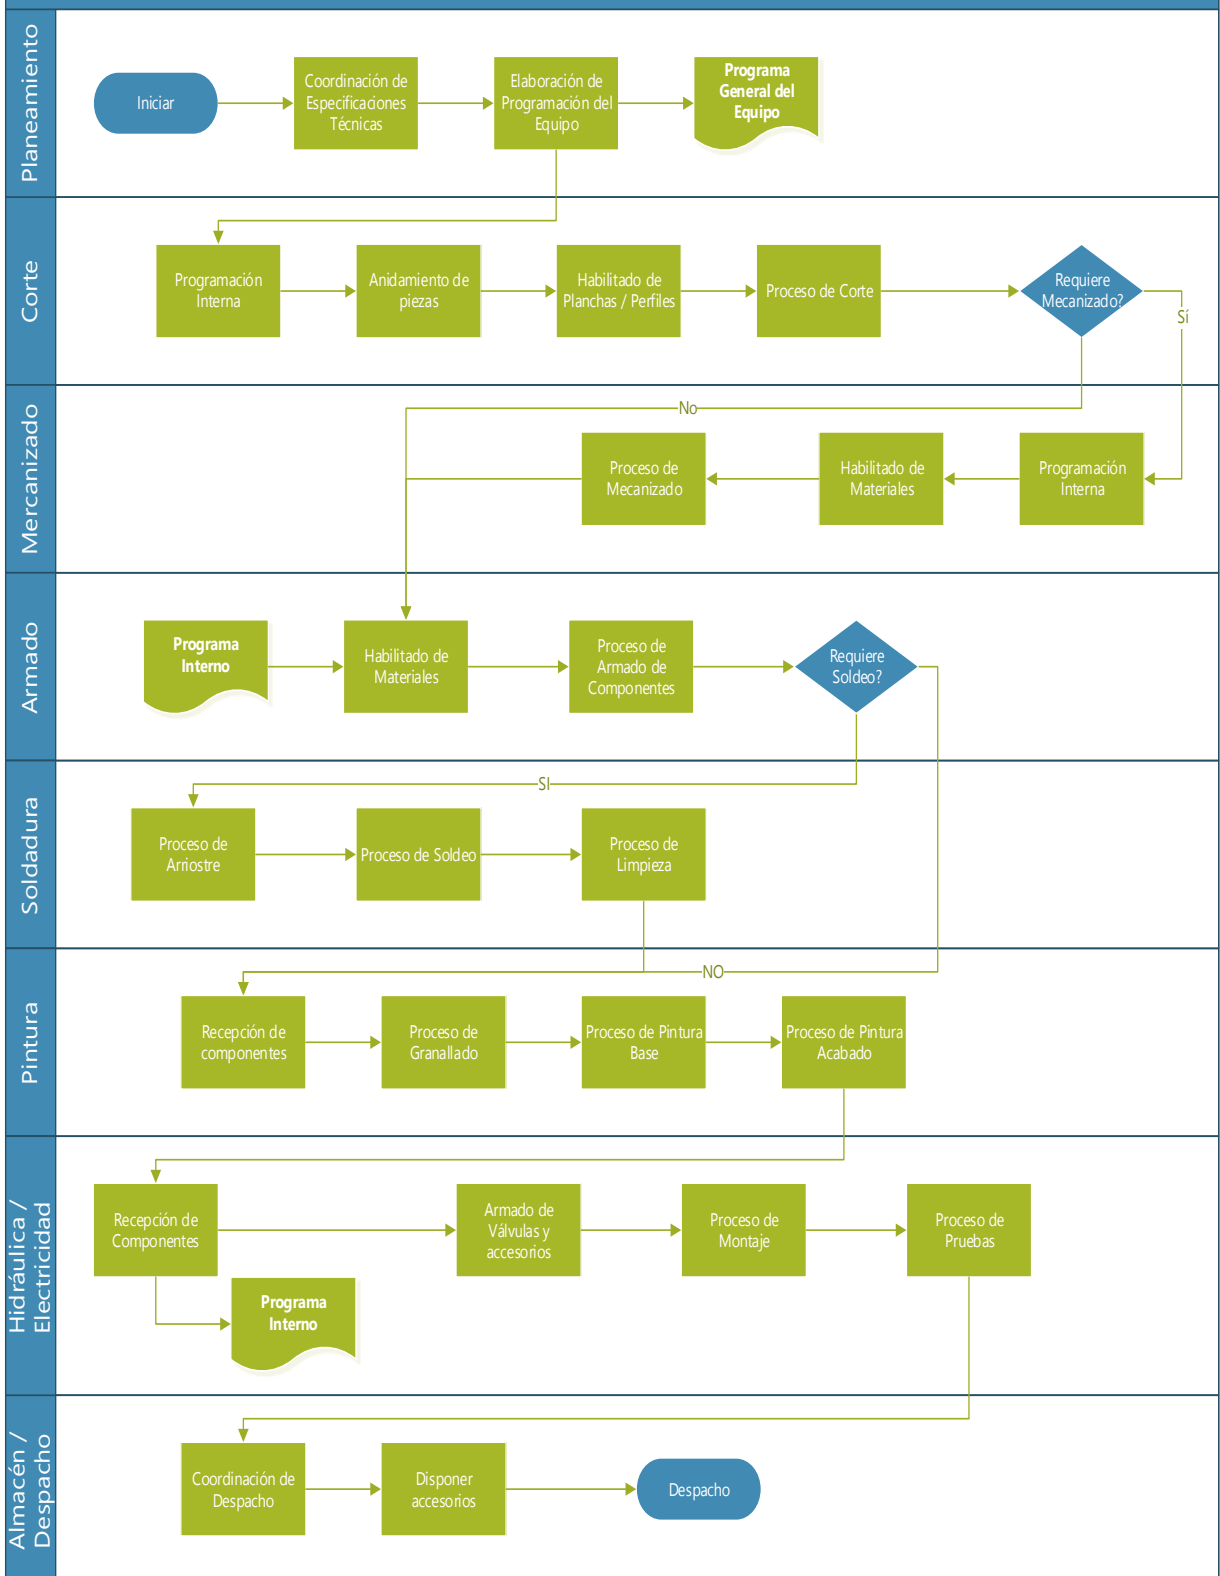 Planeamiento
Iniciar
Coordinación de
Especificaciones
Técnicas
Elaboración de
Programación del
Equipo
Programa
General del
Equipo
Corte
Programación
Interna
Anidamiento de
piezas
Habilitado de
Planchas / Perfiles
Proceso de Corte
Requiere
Mecanizado?
Sí
Mercanizado
No
Proceso de
Mecanizado
Habilitado de
Materiales
Programación
Interna
Armado
Programa
Interno
Habilitado de
Materiales
Proceso de
Armado de
Componentes
Requiere
Soldeo?
Soldadura
SI
Proceso de
Arriostre
Proceso de Soldeo
Proceso de
Limpieza
Pintura
NO
Recepción de
componentes
Proceso de
Granallado
Proceso de Pintura
Base
Proceso de Pintura
Acabado
Hidráulica /
Electricidad
Recepción de
Componentes
Armado de
Válvulas y
accesorios
Proceso de
Montaje
Proceso de
Pruebas
Programa
Interno
Almacén /
Despacho
Coordinación de
Despacho
Disponer
accesorios
Despacho